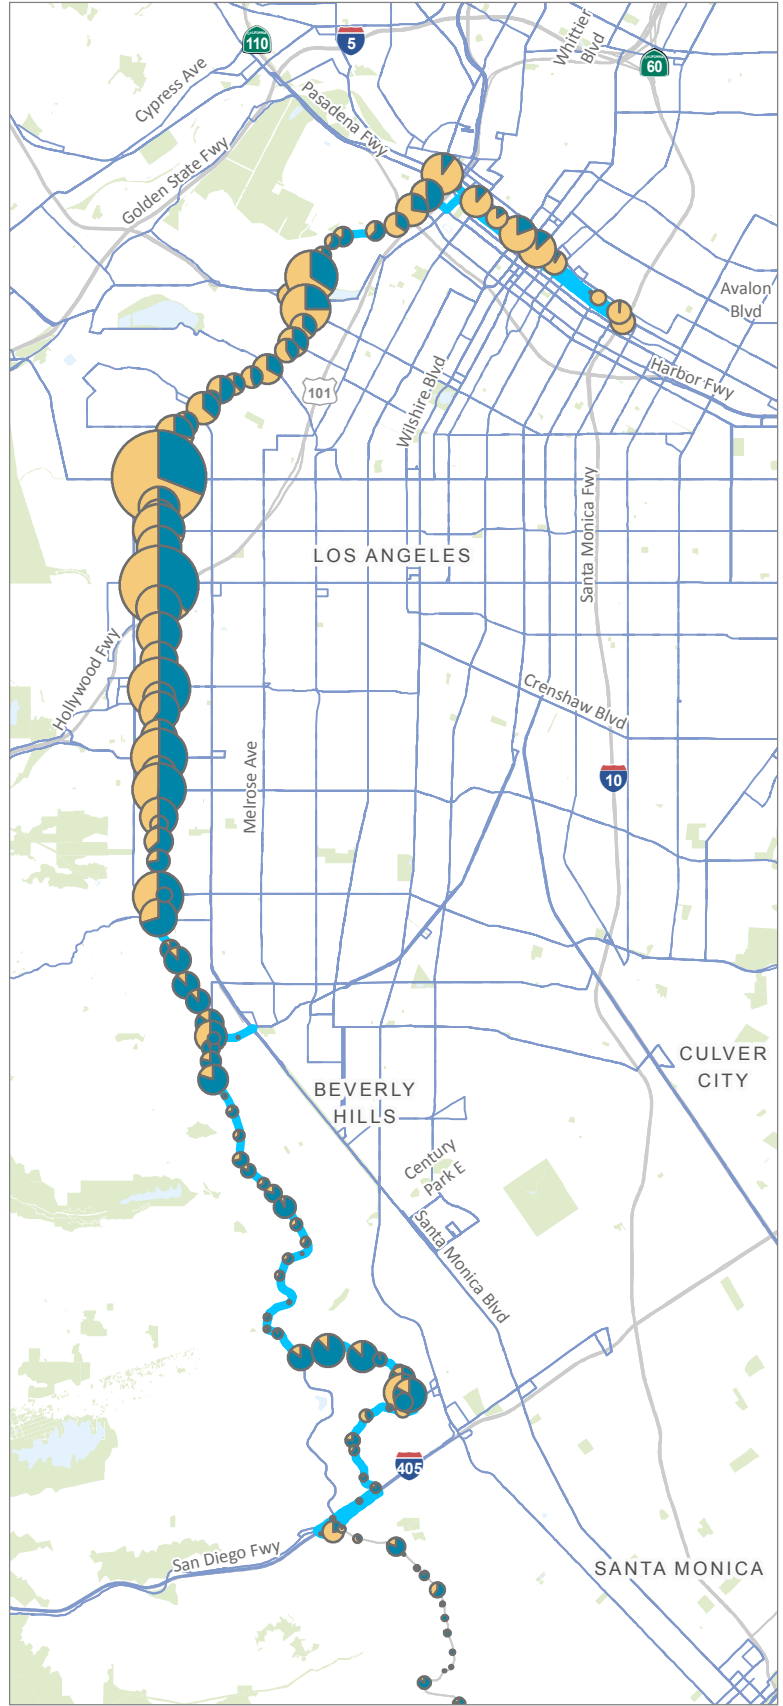 CALIFORNIA
110
5
Whittier
Blvd
CALIFORNIA
60
Cypress Ave
Pasadena Fwy
Golden State Fwy
Avalon
Blvd
Harbor Fwy
101
Wilshire Blvd
Santa Monica Fwy
LOS ANGELES
Hollywood Fwy
Crenshaw Blvd
Melrose Ave
10
CULVER
CITY
BEVERLY
HILLS
Century
Park E
Santa Monica Blvd
405
San Diego Fwy
SANTA MONICA